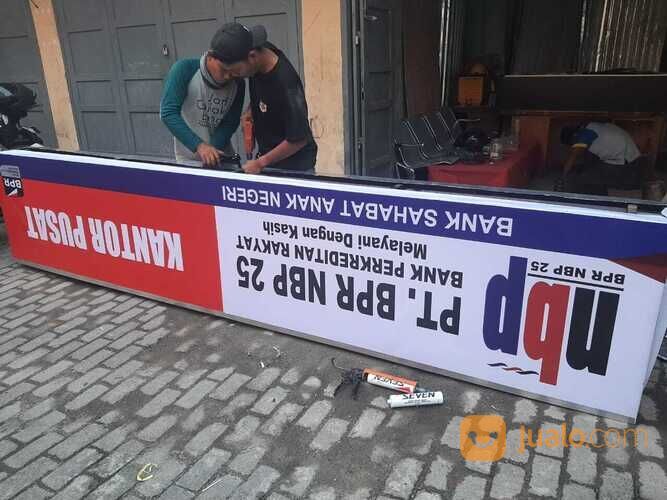 nbp
BPR NBP 25
PT. BPR NBP 25
BANK PERKREDITAN RAKYAT
Melayani Dengan Kasih
KANTOR PUSAT
BANK SAHABAT ANAK NEGERI
BPR
SEVEN
SEVEN
jualo.com